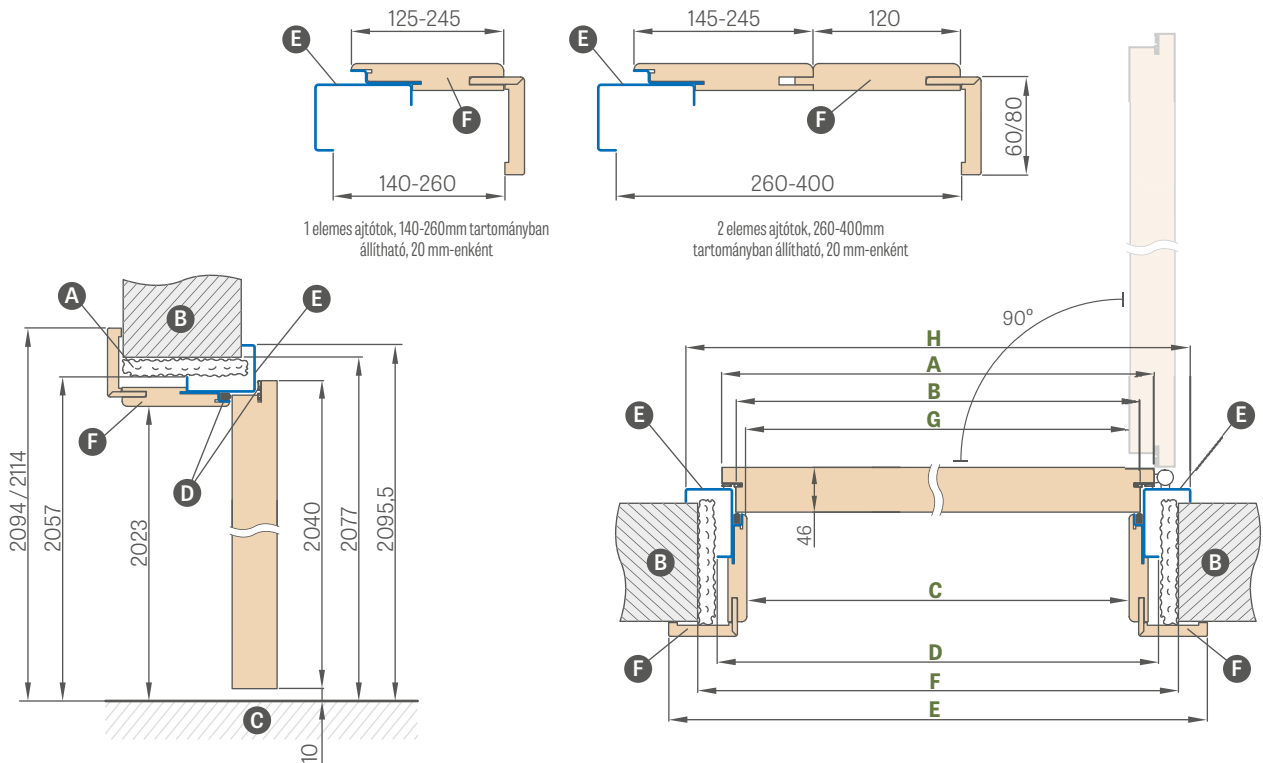 125-245
145-245
120
E
E
F
F
60/80
140-260
260-400
1 elemes ajtótok, 140-260mm tartományban
állítható, 20 mm-enként
2 elemes ajtótok, 260-400mm
tartományban állítható, 20 mm-enként
A
B
E
F
D
2094 / 2114
2057
2023
2040
2077
2095,5
C
10
90°
H
A
B
G
E
E
46
B
B
C
F
F
D
F
E